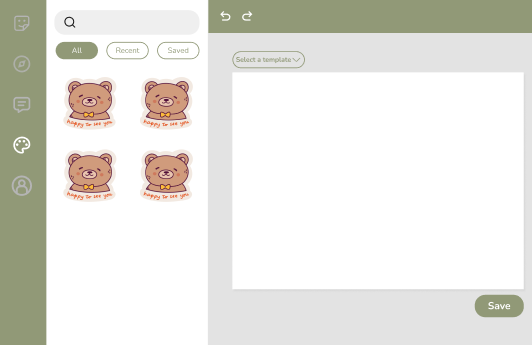 All
Recent
Saved
Select a template
happy to see you
happy to see you
happy to see you
happy to see you
Save